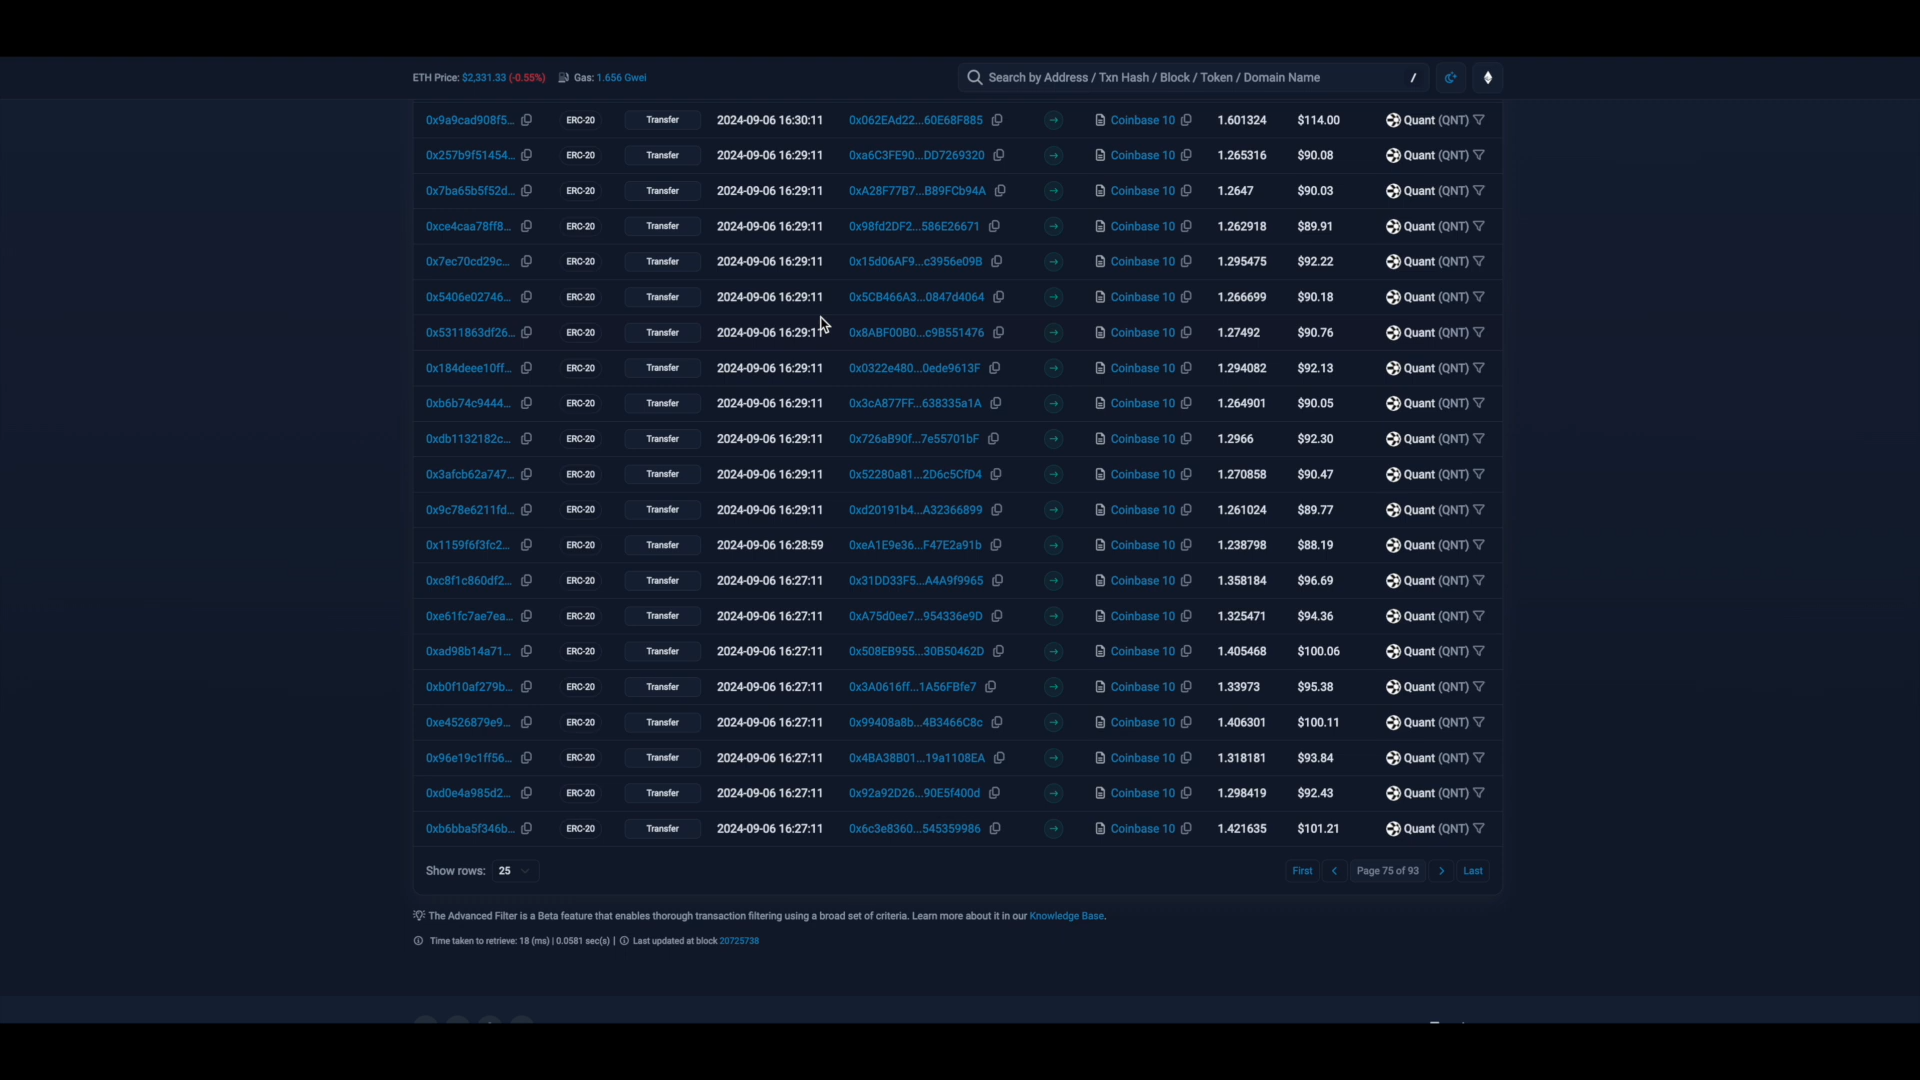 ETH Price: $2,331.33 (-0.55%) Gas: 1.656 Gwei Search by Address / Txn Hash / Block / Token / Domain Name /
0x9a9cad908f5... ERC-20 Transfer 2024-09-06 16:30:11 0x062EAd22...60E68F885 Coinbase 10 1.601324 $114.00 Quant (QNT)
0x257b9f51454... ERC-20 Transfer 2024-09-06 16:29:11 0xa6C3FE90...DD7269320 Coinbase 10 1.265316 $90.08 Quant (QNT)
0x7ba65b5f52d... ERC-20 Transfer 2024-09-06 16:29:11 0xA28F77B7...B89FCb94A Coinbase 10 1.2647 $90.03 Quant (QNT)
0xce4caa78ff8... ERC-20 Transfer 2024-09-06 16:29:11 0x98fd2DF2...586E26671 Coinbase 10 1.262918 $89.91 Quant (QNT)
0x7ec70cd29c... ERC-20 Transfer 2024-09-06 16:29:11 0x15d06AF9...c3956e09B Coinbase 10 1.295475 $92.22 Quant (QNT)
0x5406e02746... ERC-20 Transfer 2024-09-06 16:29:11 0x5CB466A3...0847d4064 Coinbase 10 1.266699 $90.18 Quant (QNT)
0x5311863df26... ERC-20 Transfer 2024-09-06 16:29:11 0x8ABF00B0...c9B551476 Coinbase 10 1.27492 $90.76 Quant (QNT)
0x184deee10ff... ERC-20 Transfer 2024-09-06 16:29:11 0x0322e480...0ede9613F Coinbase 10 1.294082 $92.13 Quant (QNT)
0xb6b74c9444... ERC-20 Transfer 2024-09-06 16:29:11 0x3cA877FF...638335a1A Coinbase 10 1.264901 $90.05 Quant (QNT)
0xdb1132182c... ERC-20 Transfer 2024-09-06 16:29:11 0x726aB90f...7e55701bF Coinbase 10 1.2966 $92.30 Quant (QNT)
0x3afcb62a747... ERC-20 Transfer 2024-09-06 16:29:11 0x52280a81...2D6c5CfD4 Coinbase 10 1.270858 $90.47 Quant (QNT)
0x9c78e6211fd... ERC-20 Transfer 2024-09-06 16:29:11 0xd20191b4...A32366899 Coinbase 10 1.261024 $89.77 Quant (QNT)
0x1159f6f3fc2... ERC-20 Transfer 2024-09-06 16:28:59 0xeA1E9e36...F47E2a91b Coinbase 10 1.238798 $88.19 Quant (QNT)
0xc8f1c860df2... ERC-20 Transfer 2024-09-06 16:27:11 0x31DD33F5...A4A9f9965 Coinbase 10 1.358184 $96.69 Quant (QNT)
0xe61fc7ae7ea... ERC-20 Transfer 2024-09-06 16:27:11 0xA75d0ee7...954336e9D Coinbase 10 1.325471 $94.36 Quant (QNT)
0xad98b14a71... ERC-20 Transfer 2024-09-06 16:27:11 0x508EB955...30B50462D Coinbase 10 1.405468 $100.06 Quant (QNT)
0xb0f10af279b... ERC-20 Transfer 2024-09-06 16:27:11 0x3A0616ff...1A56FBfe7 Coinbase 10 1.33973 $95.38 Quant (QNT)
0xe4526879e9... ERC-20 Transfer 2024-09-06 16:27:11 0x99408a8b...4B3466C8c Coinbase 10 1.406301 $100.11 Quant (QNT)
0x96e19c1ff56... ERC-20 Transfer 2024-09-06 16:27:11 0x4BA38B01...19a1108EA Coinbase 10 1.318181 $93.84 Quant (QNT)
0xd0e4a985d2... ERC-20 Transfer 2024-09-06 16:27:11 0x92a92D26...90E5f400d Coinbase 10 1.298419 $92.43 Quant (QNT)
0xb6bba5f346b... ERC-20 Transfer 2024-09-06 16:27:11 0x6c3e8360...545359986 Coinbase 10 1.421635 $101.21 Quant (QNT)
Show rows: 25 First Page 75 of 93 Last
The Advanced Filter is a Beta feature that enables thorough transaction filtering using a broad set of criteria. Learn more about it in our Knowledge Base.
Time taken to retrieve: 18 (ms) | 0.0581 sec(s) | Last updated at block 20725738